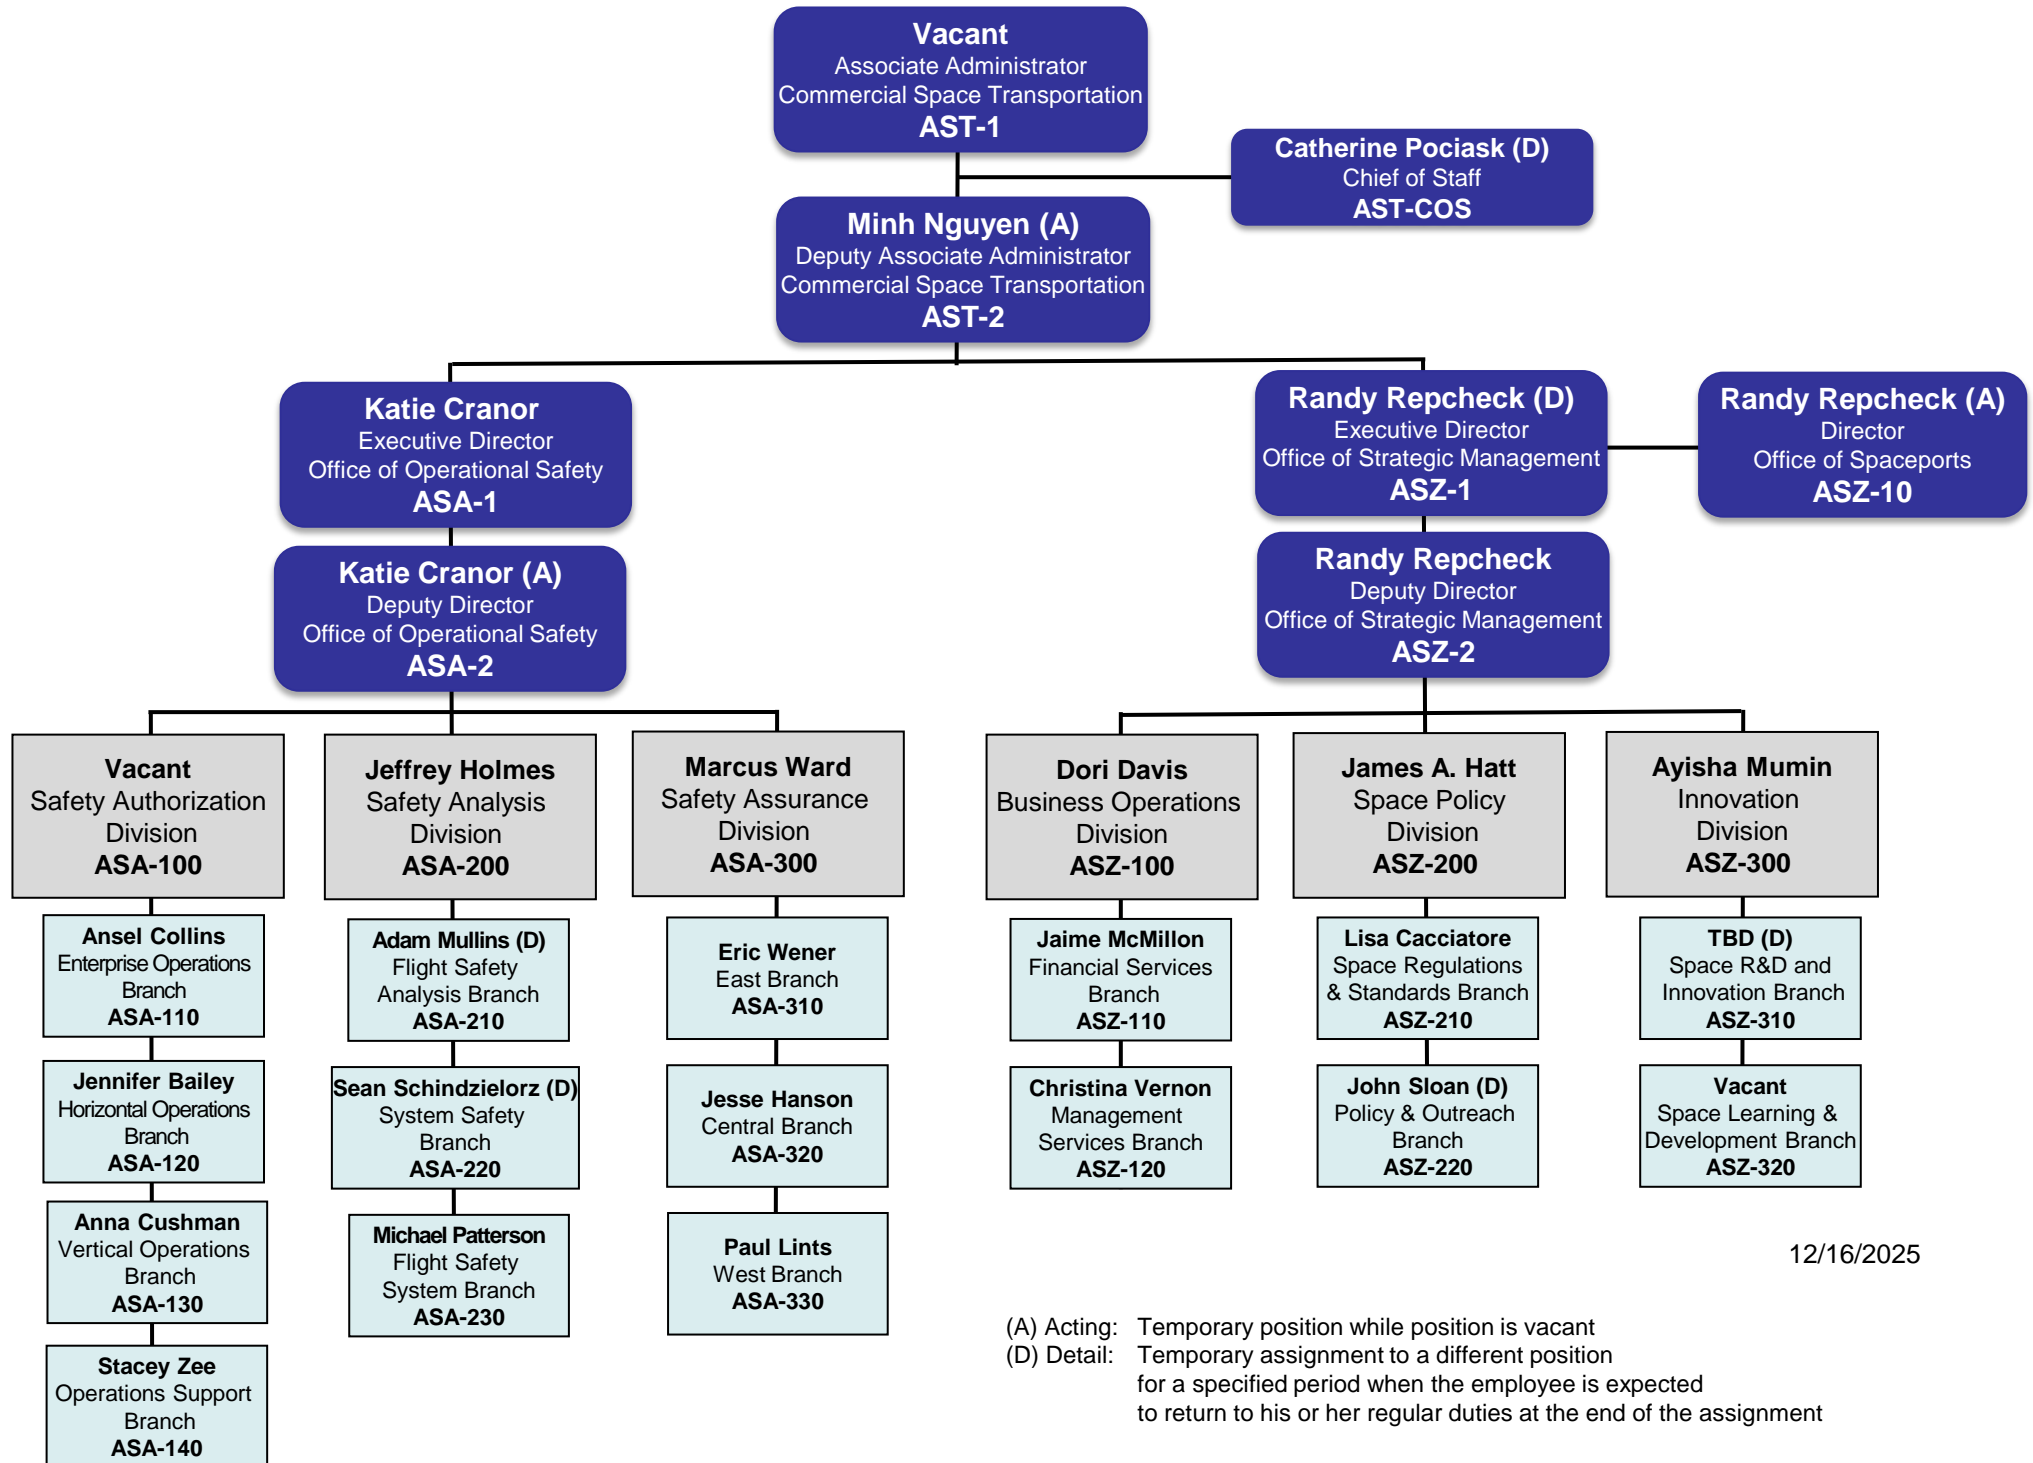 Vacant
Associate Administrator
Commercial Space Transportation
AST-1
Catherine Pociask (D)
Chief of Staff
AST-COS
Minh Nguyen (A)
Deputy Associate Administrator
Commercial Space Transportation
AST-2
Katie Cranor
Executive Director
Office of Operational Safety
ASA-1
Randy Repcheck (D)
Executive Director
Office of Strategic Management
ASZ-1
Randy Repcheck (A)
Director
Office of Spaceports
ASZ-10
Katie Cranor (A)
Deputy Director
Office of Operational Safety
ASA-2
Randy Repcheck
Deputy Director
Office of Strategic Management
ASZ-2
Vacant
Safety Authorization
Division
ASA-100
Jeffrey Holmes
Safety Analysis
Division
ASA-200
Marcus Ward
Safety Assurance
Division
ASA-300
Dori Davis
Business Operations
Division
ASZ-100
James A. Hatt
Space Policy
Division
ASZ-200
Ayisha Mumin
Innovation
Division
ASZ-300
Ansel Collins
Enterprise Operations
Branch
ASA-110
Adam Mullins (D)
Flight Safety
Analysis Branch
ASA-210
Eric Wener
East Branch
ASA-310
Jaime McMillon
Financial Services
Branch
ASZ-110
Lisa Cacciatore
Space Regulations
& Standards Branch
ASZ-210
TBD (D)
Space R&D and
Innovation Branch
ASZ-310
Jennifer Bailey
Horizontal Operations
Branch
ASA-120
Sean Schindzielorz (D)
System Safety
Branch
ASA-220
Jesse Hanson
Central Branch
ASA-320
Christina Vernon
Management
Services Branch
ASZ-120
John Sloan (D)
Policy & Outreach
Branch
ASZ-220
Vacant
Space Learning &
Development Branch
ASZ-320
Anna Cushman
Vertical Operations
Branch
ASA-130
Michael Patterson
Flight Safety
System Branch
ASA-230
Paul Lints
West Branch
ASA-330
Stacey Zee
Operations Support
Branch
ASA-140
12/16/2025
(A) Acting: Temporary position while position is vacant
(D) Detail: Temporary assignment to a different position
for a specified period when the employee is expected
to return to his or her regular duties at the end of the assignment